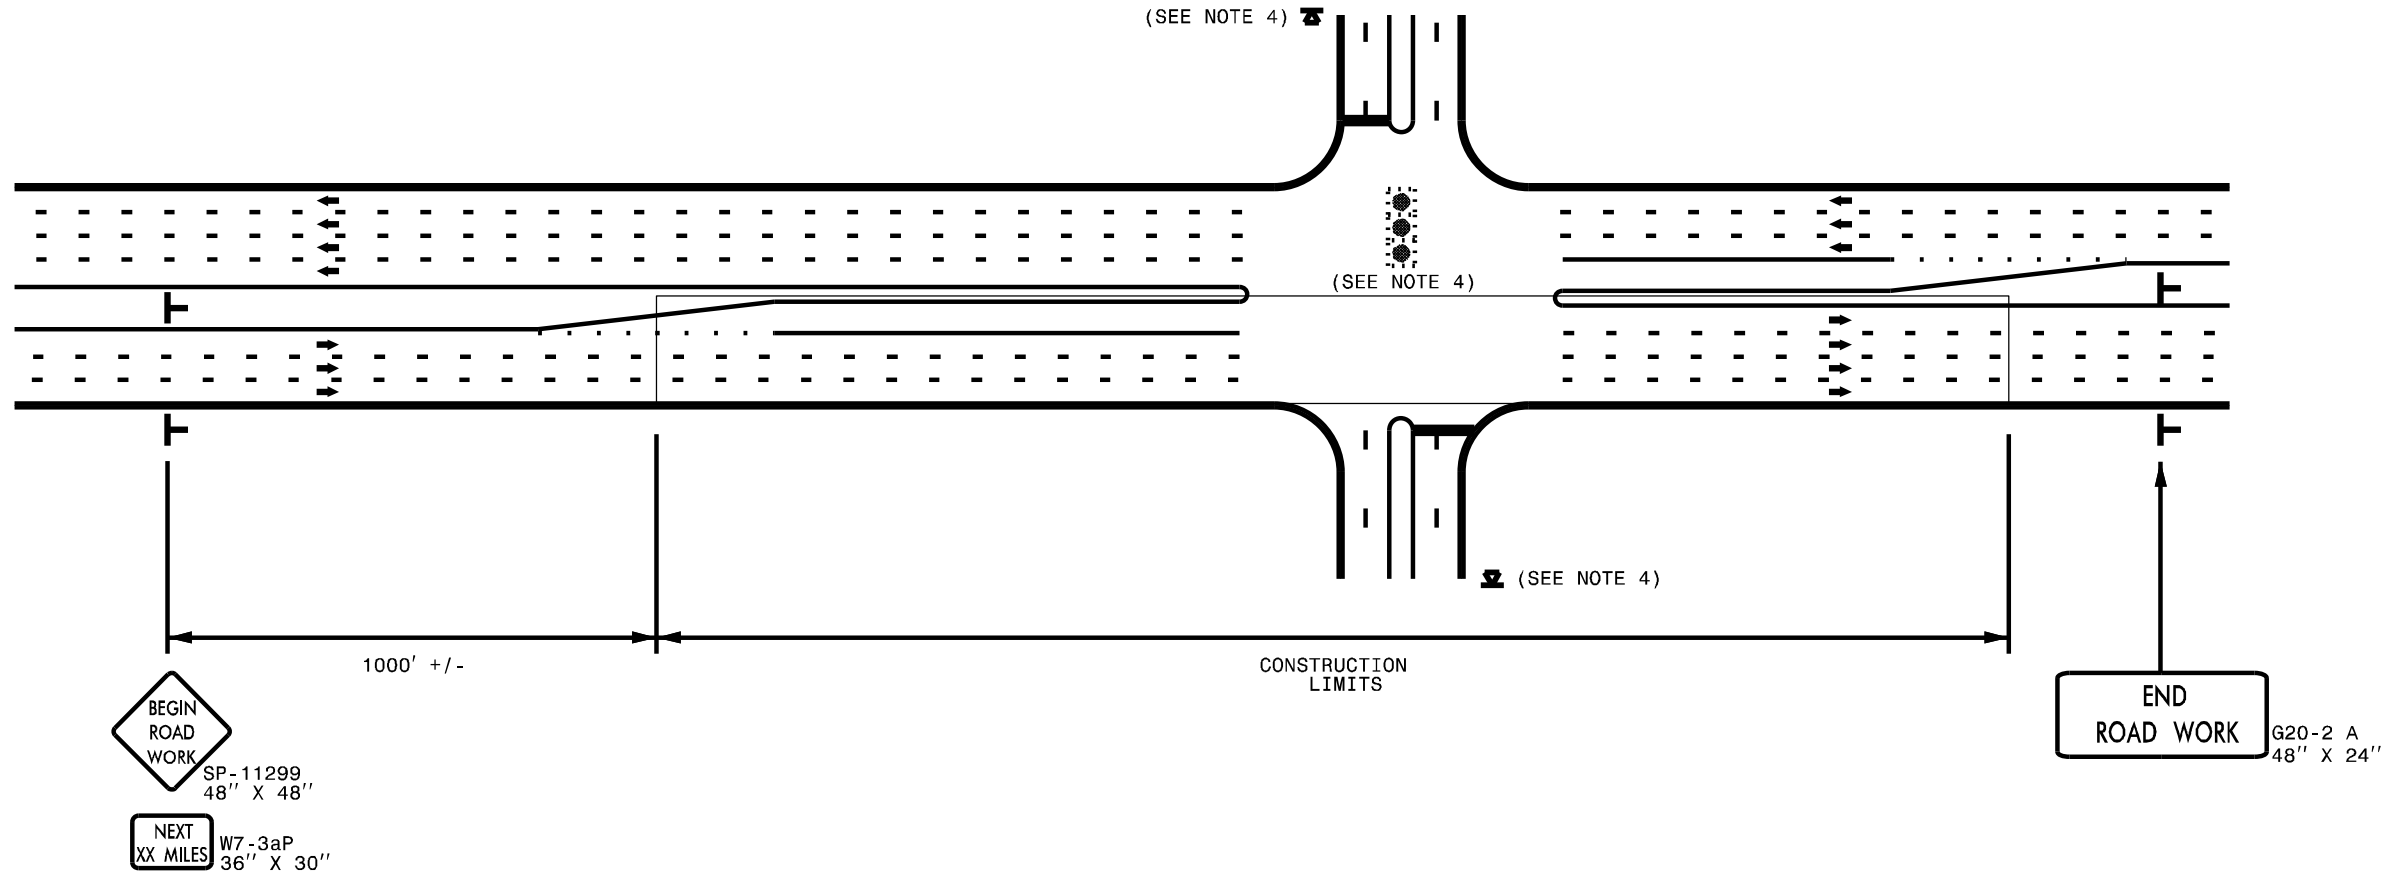 (SEE NOTE 4)
(SEE NOTE 4)
(SEE NOTE 4)
1000' +/-
CONSTRUCTION
LIMITS
BEGIN
ROAD
WORK
SP-11299
48'' X 48''
NEXT
XX MILES
W7-3aP
36'' X 30''
END
ROAD WORK
G20-2 A
48'' X 24''